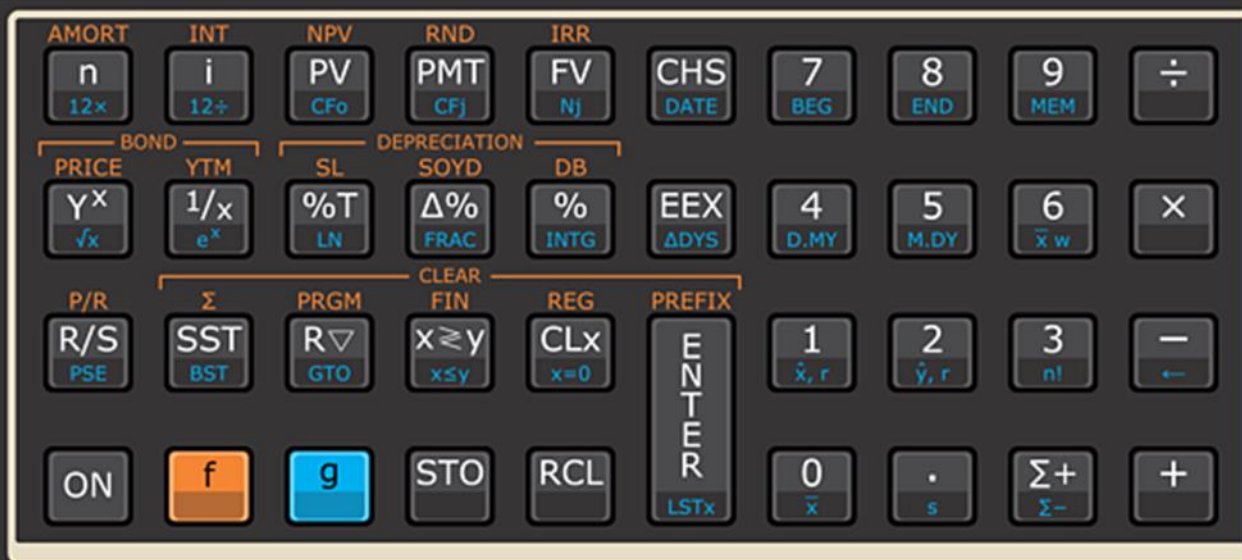 AMORT INT NPV RND IRR
n i PV PMT FV CHS 7 8 9 ÷
12× 12÷ CFo CFj Nj DATE BEG END MEM
BOND DEPRECIATION
PRICE YTM SL SOYD DB
Yˣ 1/x %T Δ% % EEX 4 5 6 ×
√x eˣ LN FRAC INTG ΔDYS D.MY M.DY x̅ w
CLEAR
P/R Σ PRGM FIN REG PREFIX
R/S SST R▽ x≷y CLx ENTER 1 2 3 −
PSE BST GTO x≤y x=0 x̂, r ŷ, r n! ←
ON f g STO RCL 0 . Σ+ +
LSTx x̅ s Σ−